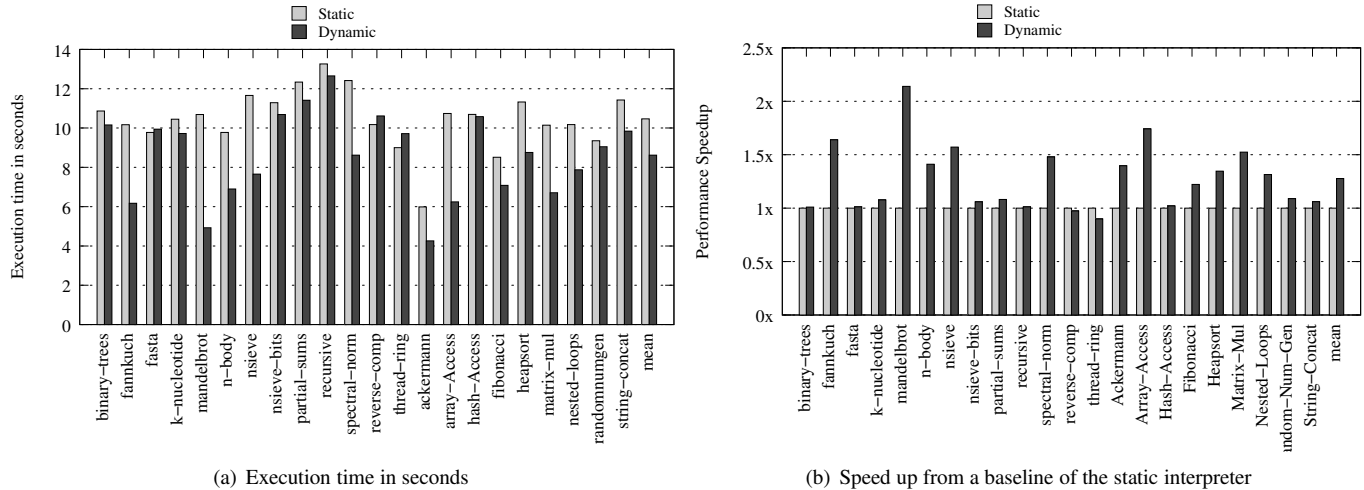 Static
Dynamic
14
12
10
8
6
4
2
0
Execution time in seconds
binary−trees
fannkuch
fasta
k−nucleotide
mandelbrot
n−body
nsieve
nsieve−bits
partial−sums
recursive
spectral−norm
reverse−comp
thread−ring
ackermann
array−Access
hash−Access
fibonacci
heapsort
matrix−mul
nested−loops
randomnumgen
string−concat
mean
(a) Execution time in seconds
Static
Dynamic
2.5x
2x
1.5x
1x
0.5x
0x
Performance Speedup
binary−trees
fannkuch
fasta
k−nucleotide
mandelbrot
n−body
nsieve
nsieve−bits
partial−sums
recursive
spectral−norm
reverse−comp
thread−ring
Ackermann
Array−Access
Hash−Access
Fibonacci
Heapsort
Matrix−Mul
Nested−Loops
ndom−Num−Gen
String−Concat
mean
(b) Speed up from a baseline of the static interpreter